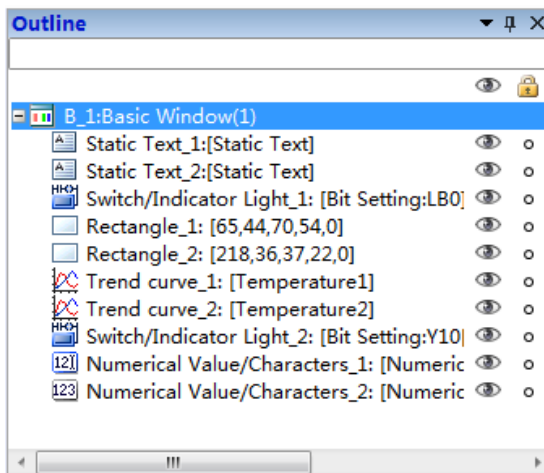 Outline
B_1:Basic Window(1)
Static Text_1:[Static Text]
Static Text_2:[Static Text]
Switch/Indicator Light_1: [Bit Setting:LB0]
Rectangle_1: [65,44,70,54,0]
Rectangle_2: [218,36,37,22,0]
Trend curve_1: [Temperature1]
Trend curve_2: [Temperature2]
Switch/Indicator Light_2: [Bit Setting:Y10]
Numerical Value/Characters_1: [Numeric
Numerical Value/Characters_2: [Numeric